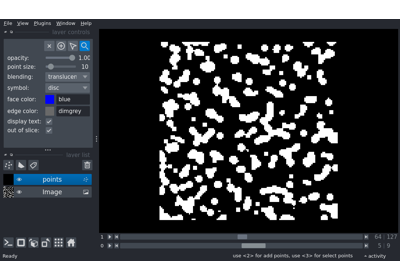 File View Plugins Window Help
layer controls
opacity: 1.00
point size: 10
blending: translucen
symbol: disc
face color: blue
edge color: dimgrey
display text:
out of slice:
layer list
points
Image
1 64 127
0 5 9
Ready use <2> for add points, use <3> for select points activity